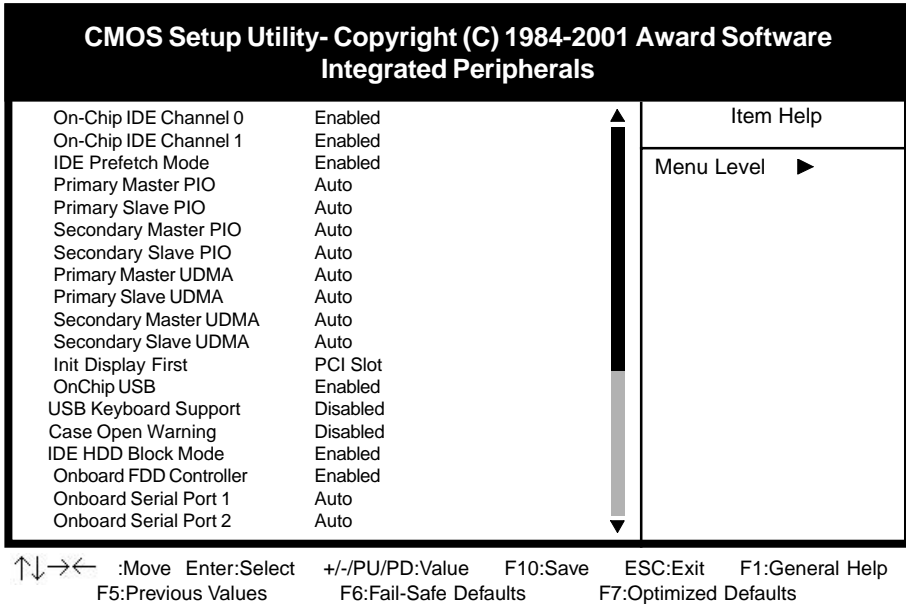 CMOS Setup Utility- Copyright (C) 1984-2001 Award Software
Integrated Peripherals
On-Chip IDE Channel 0 Enabled
On-Chip IDE Channel 1 Enabled
IDE Prefetch Mode Enabled
Primary Master PIO Auto
Primary Slave PIO Auto
Secondary Master PIO Auto
Secondary Slave PIO Auto
Primary Master UDMA Auto
Primary Slave UDMA Auto
Secondary Master UDMA Auto
Secondary Slave UDMA Auto
Init Display First PCI Slot
OnChip USB Enabled
USB Keyboard Support Disabled
Case Open Warning Disabled
IDE HDD Block Mode Enabled
Onboard FDD Controller Enabled
Onboard Serial Port 1 Auto
Onboard Serial Port 2 Auto
Item Help
Menu Level ▶
↑↓→← :Move Enter:Select +/-/PU/PD:Value F10:Save ESC:Exit F1:General Help
F5:Previous Values F6:Fail-Safe Defaults F7:Optimized Defaults